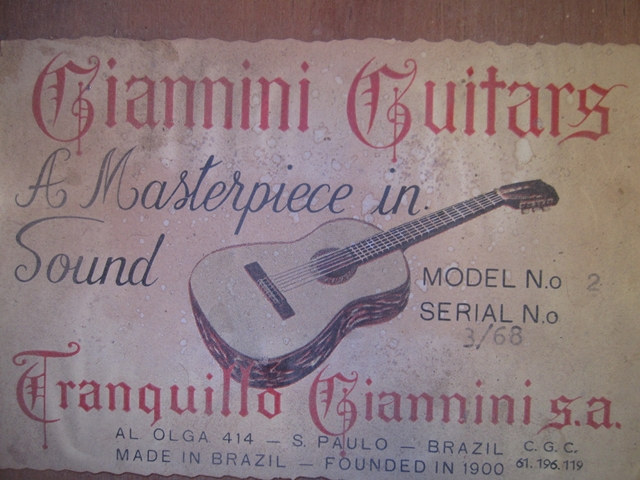 Giannini Guitars
A Masterpiece in
Sound
MODEL N.o 2
SERIAL N.o
3/68
Tranquillo Giannini s.a.
AL OLGA 414 — S. PAULO — BRAZIL C. G. C.
MADE IN BRAZIL — FOUNDED IN 1900 61. 196. 119